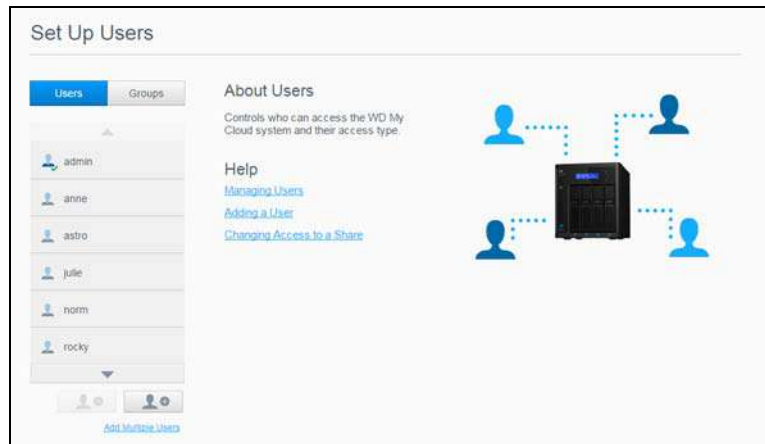 Set Up Users
Users
Groups
admin
anne
astro
julie
norm
rocky
Add Multiple Users
About Users
Controls who can access the WD My
Cloud system and their access type.
Help
Managing Users
Adding a User
Changing Access to a Share